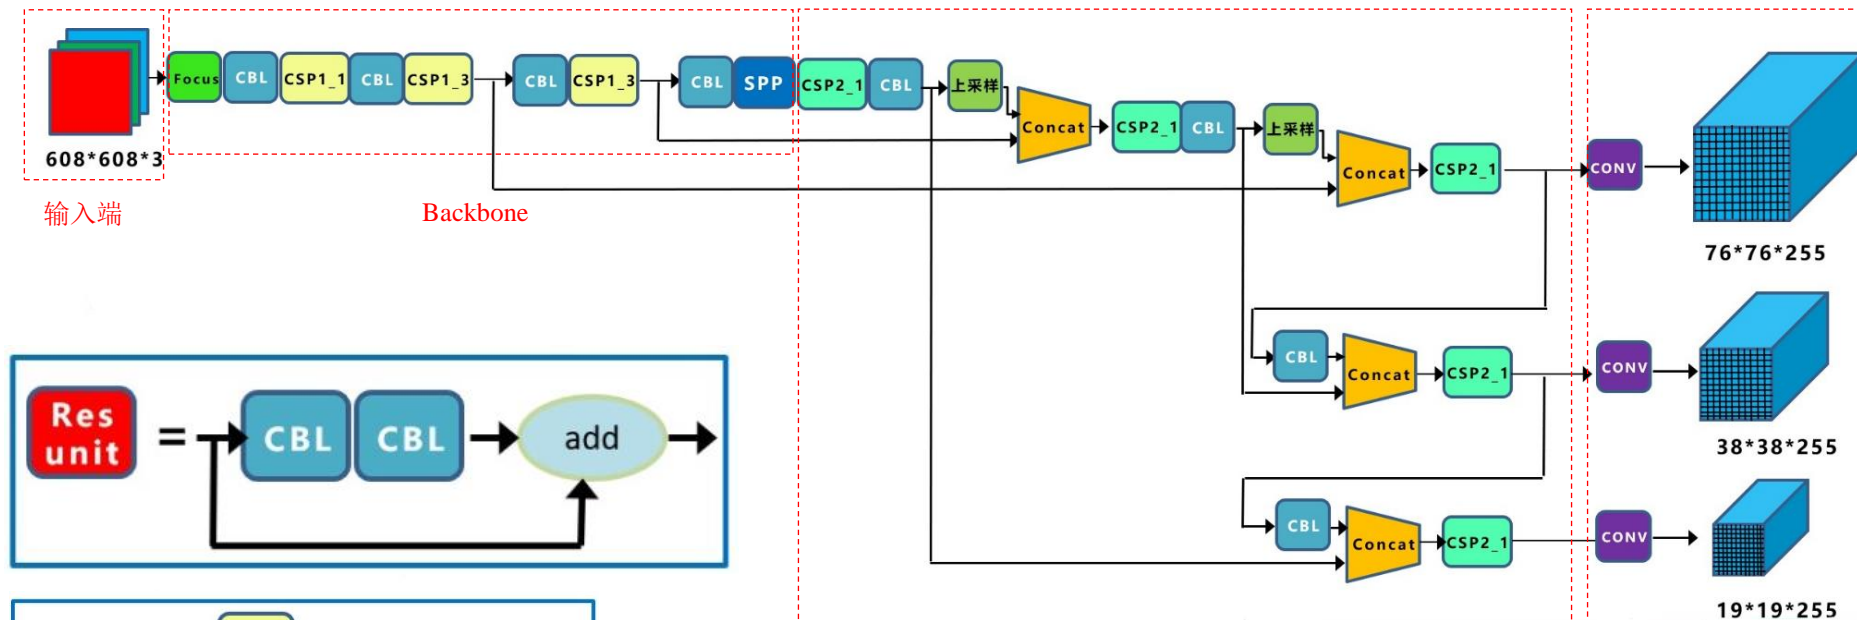 Focus CBL CSP1_1 CBL CSP1_3 CBL CSP1_3 CBL SPP CSP2_1 CBL 上采样
Concat CSP2_1 CBL 上采样
Concat CSP2_1 CONV
608*608*3
输入端 Backbone
76*76*255
CBL Concat CSP2_1 CONV
38*38*255
Res
unit = CBL CBL add
CBL Concat CSP2_1 CONV
19*19*255